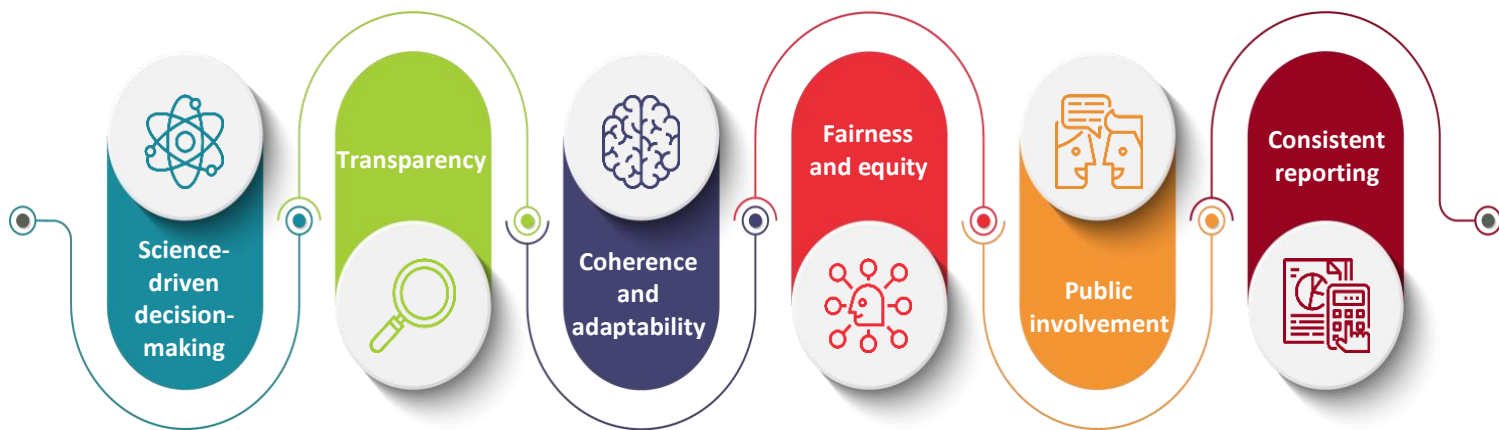 Science-
driven
decision-
making
Transparency
Coherence
and
adaptability
Fairness
and equity
Public
involvement
Consistent
reporting